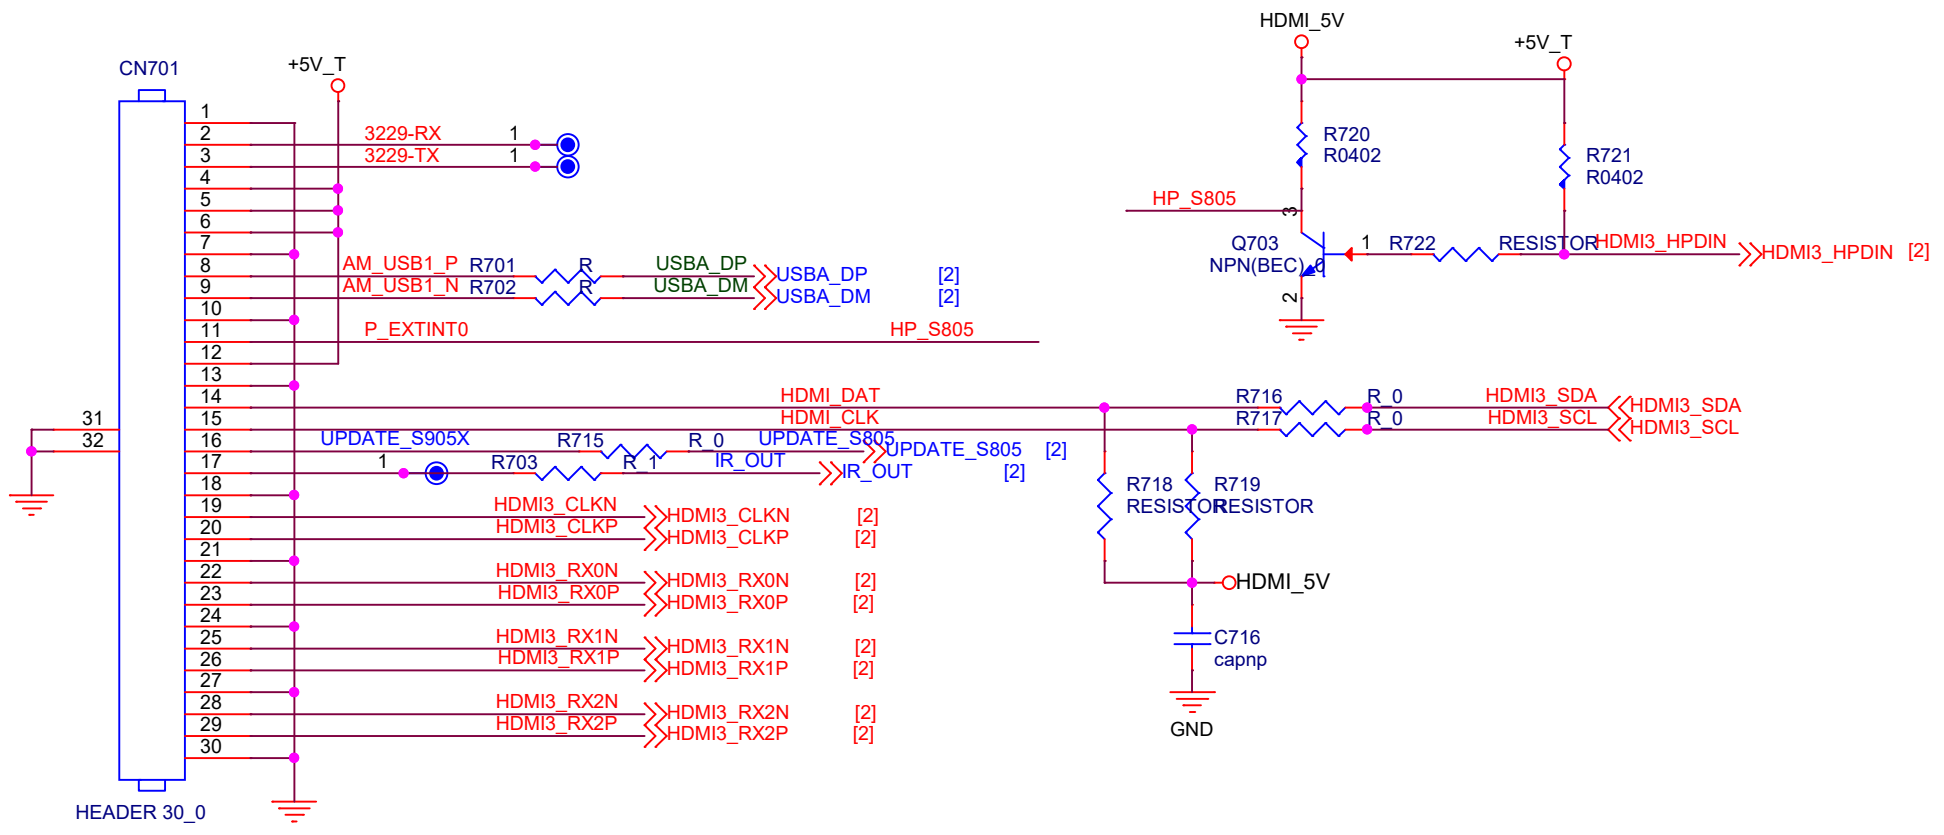 HDMI_5V
+5V_T
CN701
+5V_T
1
2 3229-RX 1
3 3229-TX 1
4
5
6
7
8 AM_USB1_P R701 R USBA_DP USBA_DP [2]
9 AM_USB1_N R702 R USBA_DM USBA_DM [2]
10
11 P_EXTINT0 HP_S805
12
13
14 HDMI_DAT R716 R_0 HDMI3_SDA HDMI3_SDA
15 HDMI_CLK R717 R_0 HDMI3_SCL HDMI3_SCL
16 UPDATE_S905X R715 R_0 UPDATE_S805 UPDATE_S805 [2]
17 1 R703 R_1 IR_OUT IR_OUT [2]
18
19 HDMI3_CLKN HDMI3_CLKN [2]
20 HDMI3_CLKP HDMI3_CLKP [2]
21
22 HDMI3_RX0N HDMI3_RX0N [2]
23 HDMI3_RX0P HDMI3_RX0P [2]
24
25 HDMI3_RX1N HDMI3_RX1N [2]
26 HDMI3_RX1P HDMI3_RX1P [2]
27
28 HDMI3_RX2N HDMI3_RX2N [2]
29 HDMI3_RX2P HDMI3_RX2P [2]
30
31
32
HEADER 30_0
R720
R0402
R721
R0402
HP_S805
3
Q703
NPN(BEC)_0
1
2
R722 RESISTOR HDMI3_HPDIN HDMI3_HPDIN [2]
R718
RESISTOR
R719
RESISTOR
HDMI_5V
C716
capnp
GND